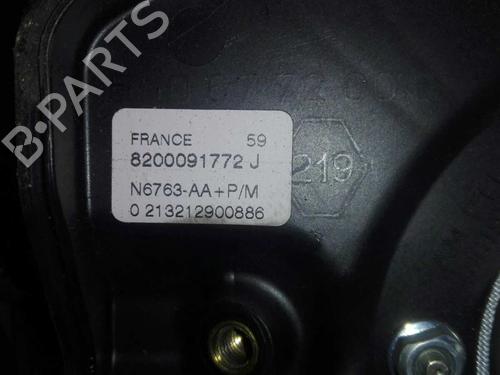 B-PARTS
FRANCE 59
8200091772 J
N6763-AA+P/M
0 213212900886
219